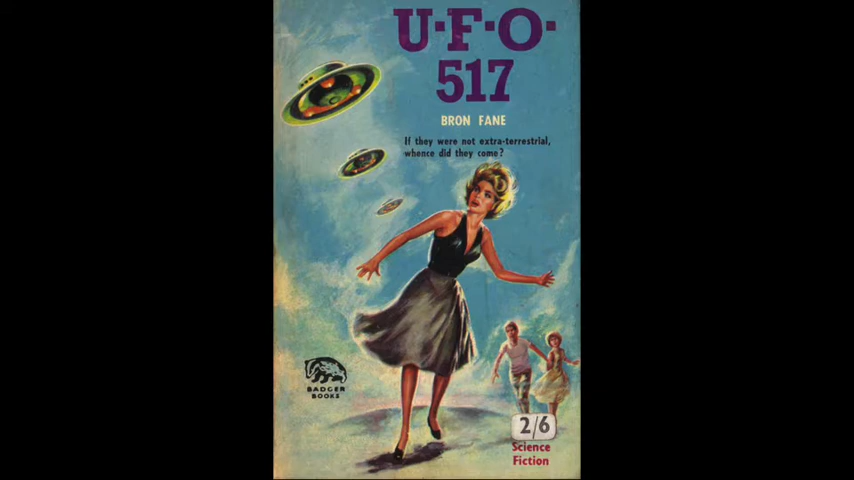 U·F·O·
517
BRON FANE
If they were not extra-terrestrial,
whence did they come?
BADGER
BOOKS
2/6
Science
Fiction